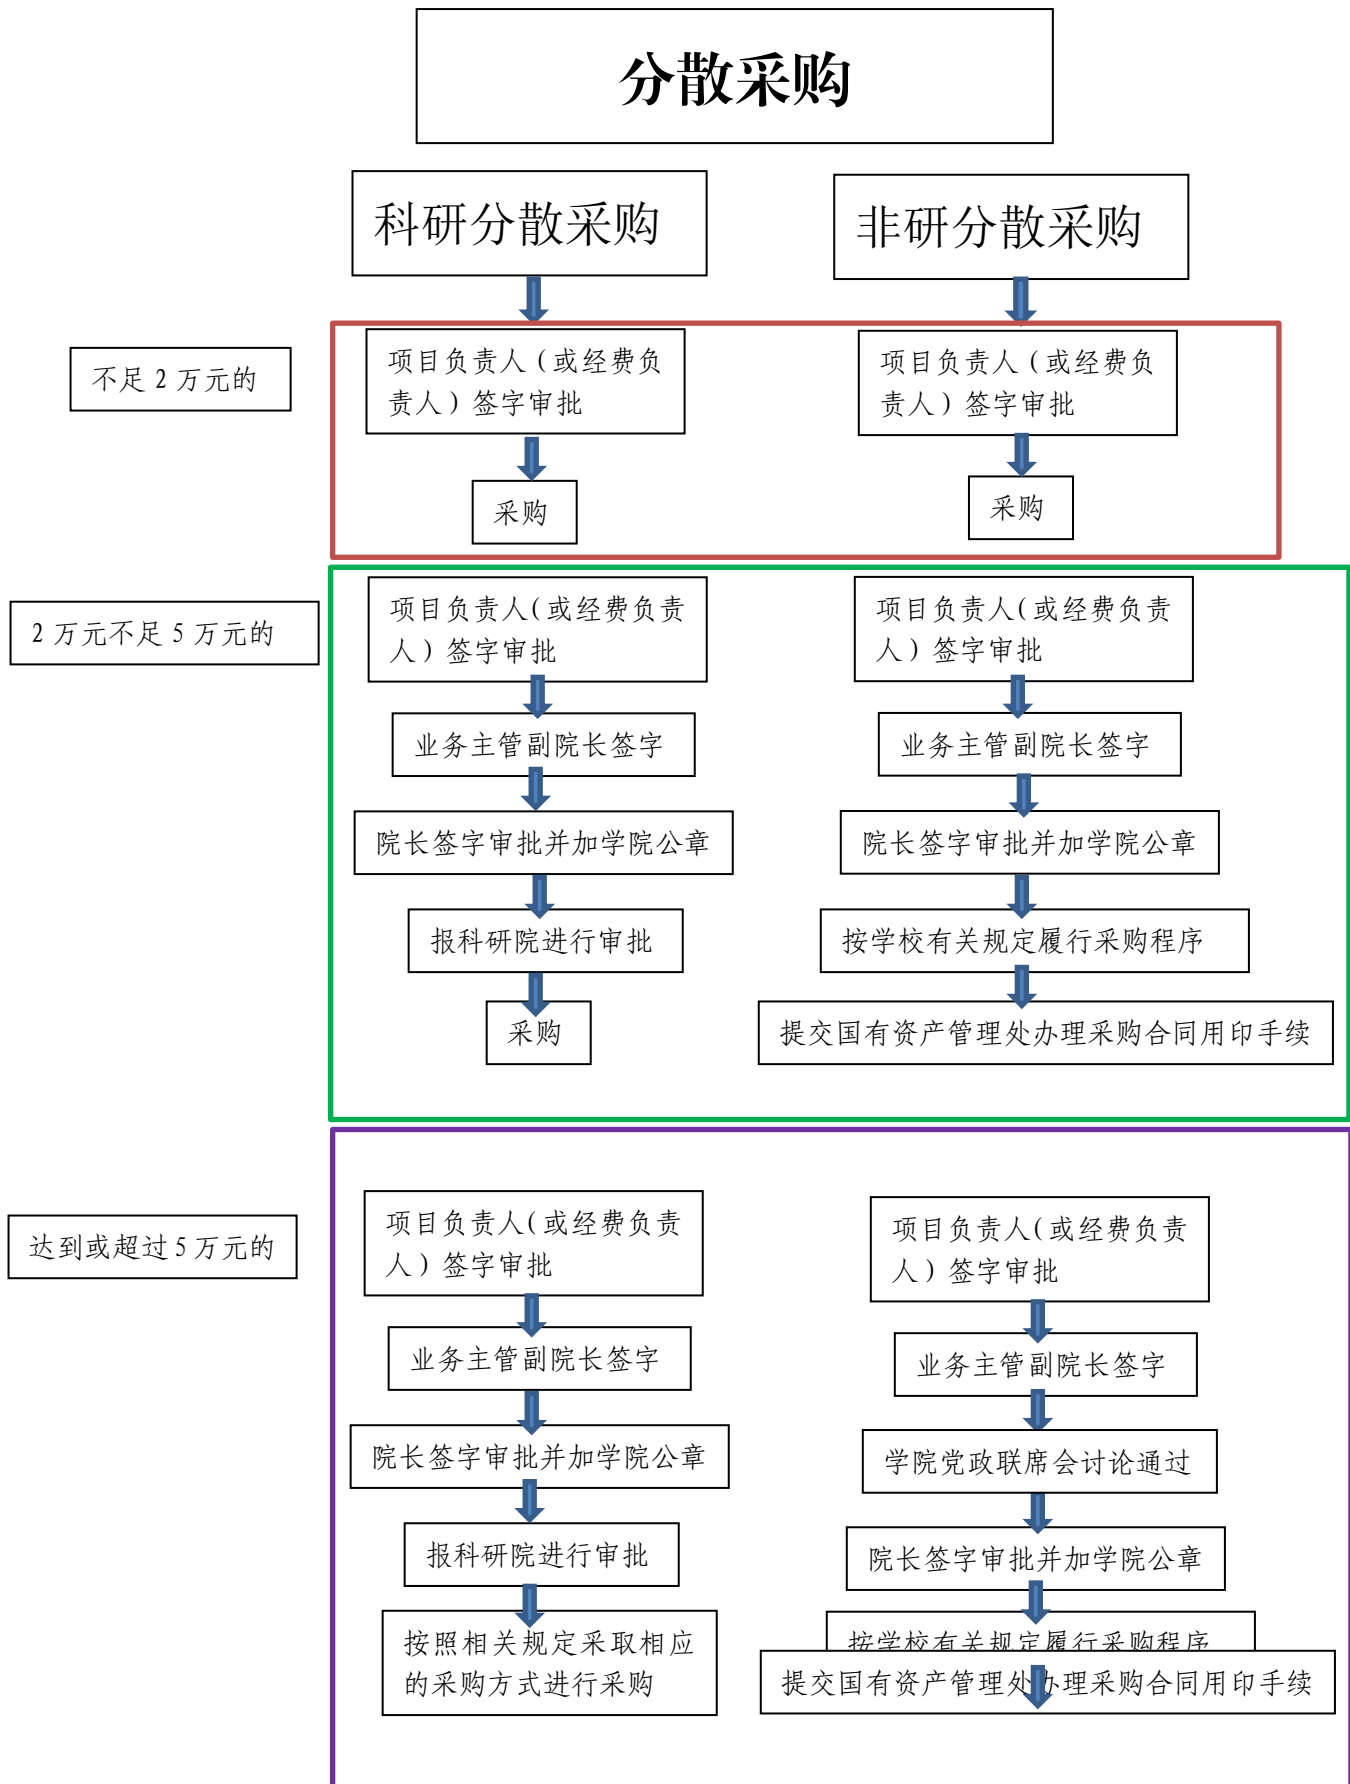 分散采购
科研分散采购
非研分散采购
不足 2 万元的
项目负责人（或经费负
责人）签字审批
采购
项目负责人（或经费负
责人）签字审批
采购
2 万元不足 5 万元的
项目负责人(或经费负责
人）签字审批
业务主管副院长签字
院长签字审批并加学院公章
报科研院进行审批
采购
项目负责人(或经费负责
人）签字审批
业务主管副院长签字
院长签字审批并加学院公章
按学校有关规定履行采购程序
提交国有资产管理处办理采购合同用印手续
达到或超过 5 万元的
项目负责人(或经费负责
人）签字审批
业务主管副院长签字
院长签字审批并加学院公章
报科研院进行审批
按照相关规定采取相应
的采购方式进行采购
项目负责人(或经费负责
人）签字审批
业务主管副院长签字
学院党政联席会讨论通过
院长签字审批并加学院公章
按学校有关规定履行采购程序
提交国有资产管理处办理采购合同用印手续